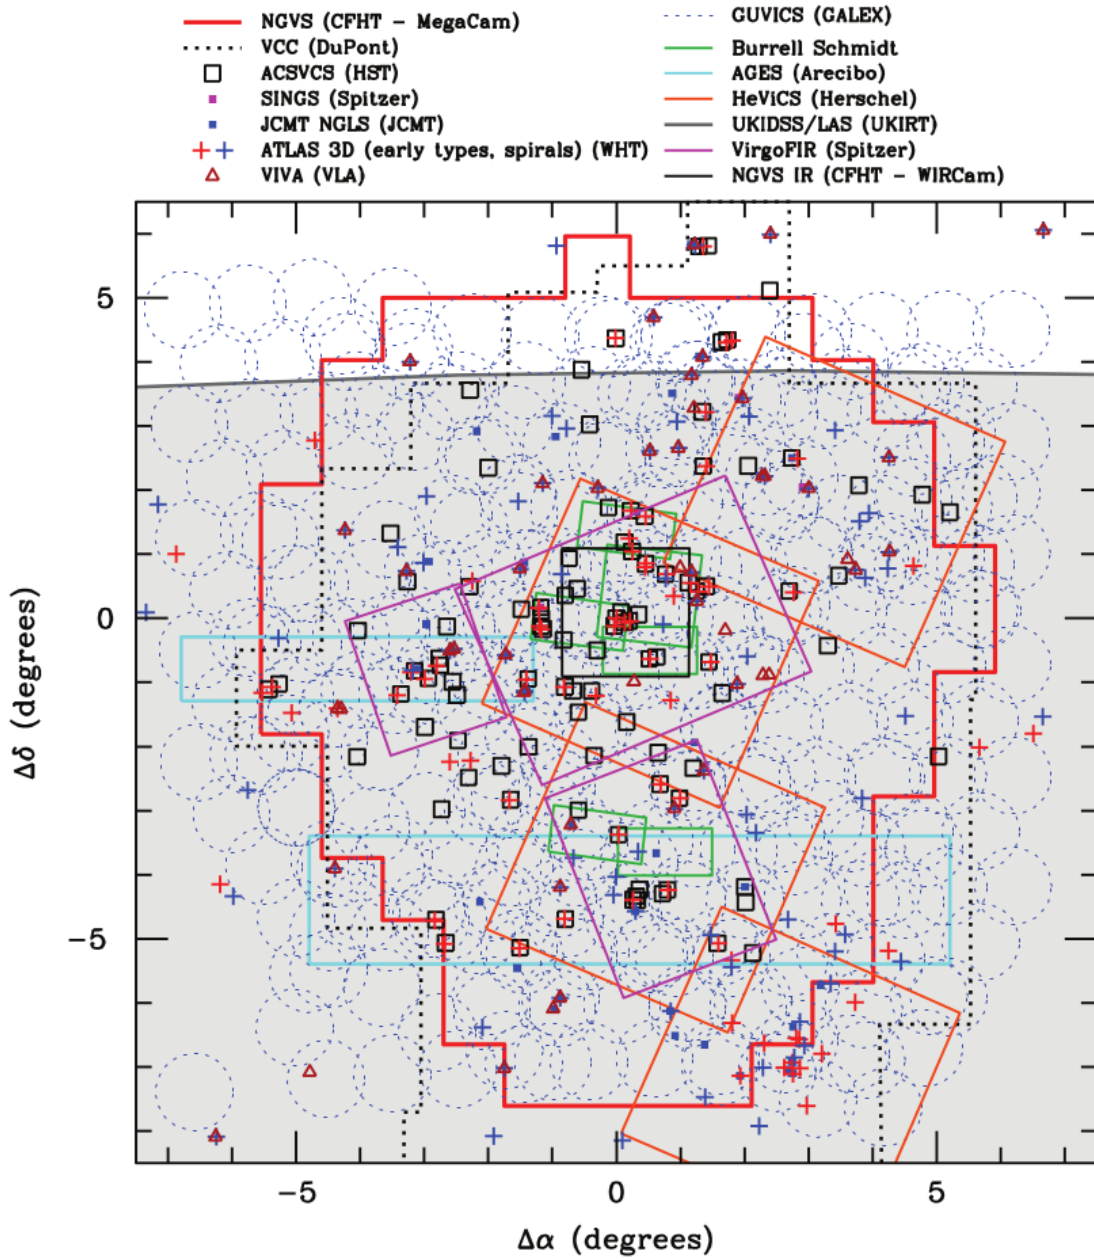 NGVS (CFHT - MegaCam)
VCC (DuPont)
ACSVCS (HST)
SINGS (Spitzer)
JCMT NGLS (JCMT)
ATLAS 3D (early types, spirals) (WHT)
VIVA (VLA)
GUVICS (GALEX)
Burrell Schmidt
AGES (Arecibo)
HeViCS (Herschel)
UKIDSS/LAS (UKIRT)
VirgoFIR (Spitzer)
NGVS IR (CFHT - WIRCam)
5
0
−5
Δδ (degrees)
−5 0 5
Δα (degrees)